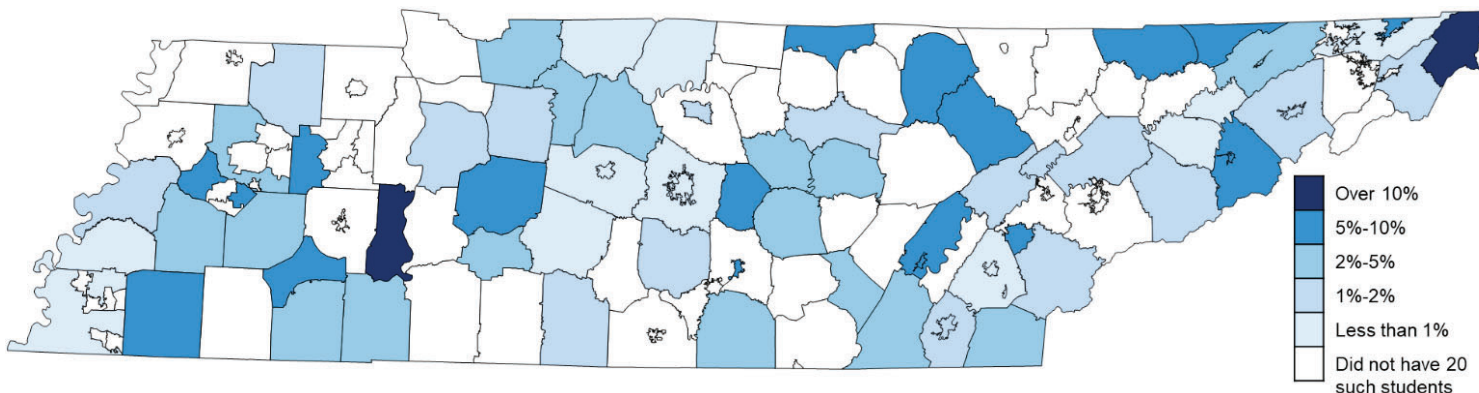 Over 10%
5%-10%
2%-5%
1%-2%
Less than 1%
Did not have 20
such students